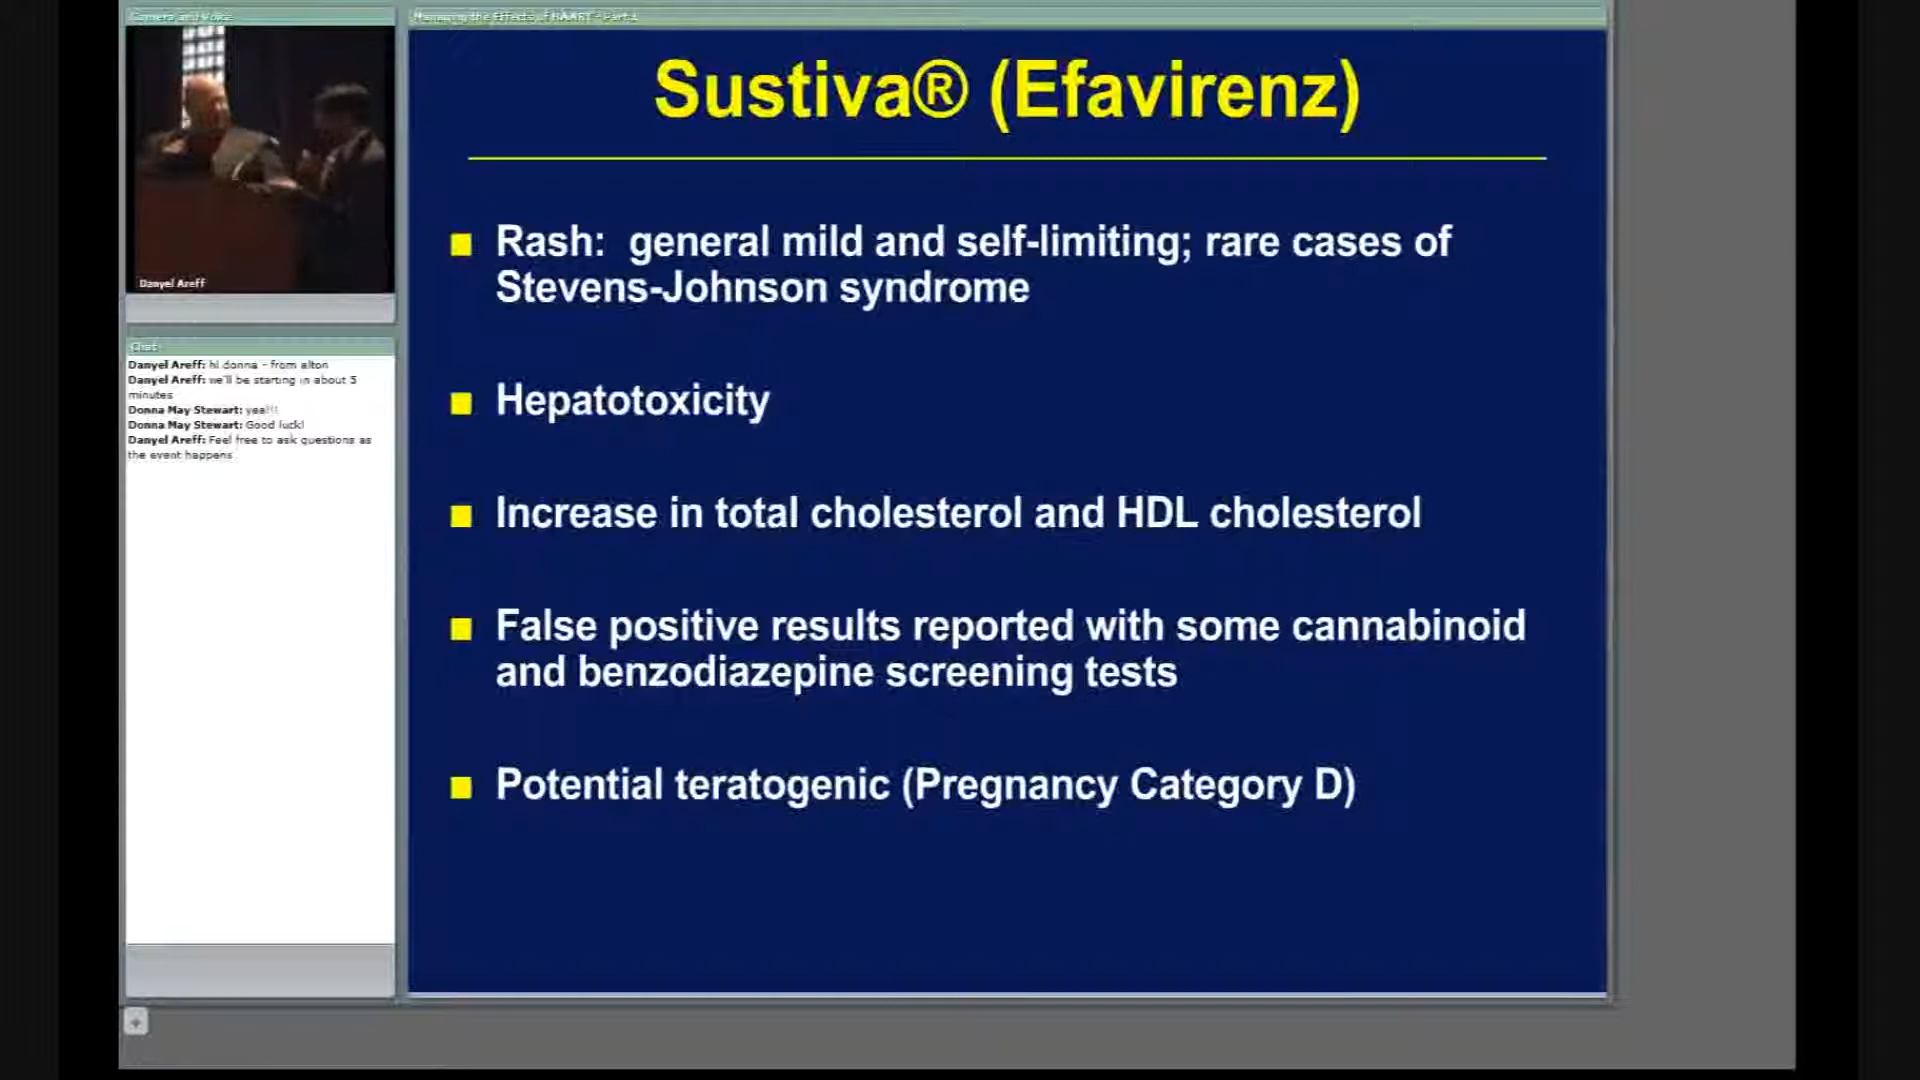 Camera and Voice
Danyel Areff
Chat
Danyel Areff: hi donna - from alton
Danyel Areff: we'll be starting in about 5
minutes
Donna May Stewart: yea!!!
Donna May Stewart: Good luck!
Danyel Areff: Feel free to ask questions as
the event happens
Managing the Effects of HAART - Part 1
Sustiva® (Efavirenz)
Rash: general mild and self-limiting; rare cases of
Stevens-Johnson syndrome
Hepatotoxicity
Increase in total cholesterol and HDL cholesterol
False positive results reported with some cannabinoid
and benzodiazepine screening tests
Potential teratogenic (Pregnancy Category D)